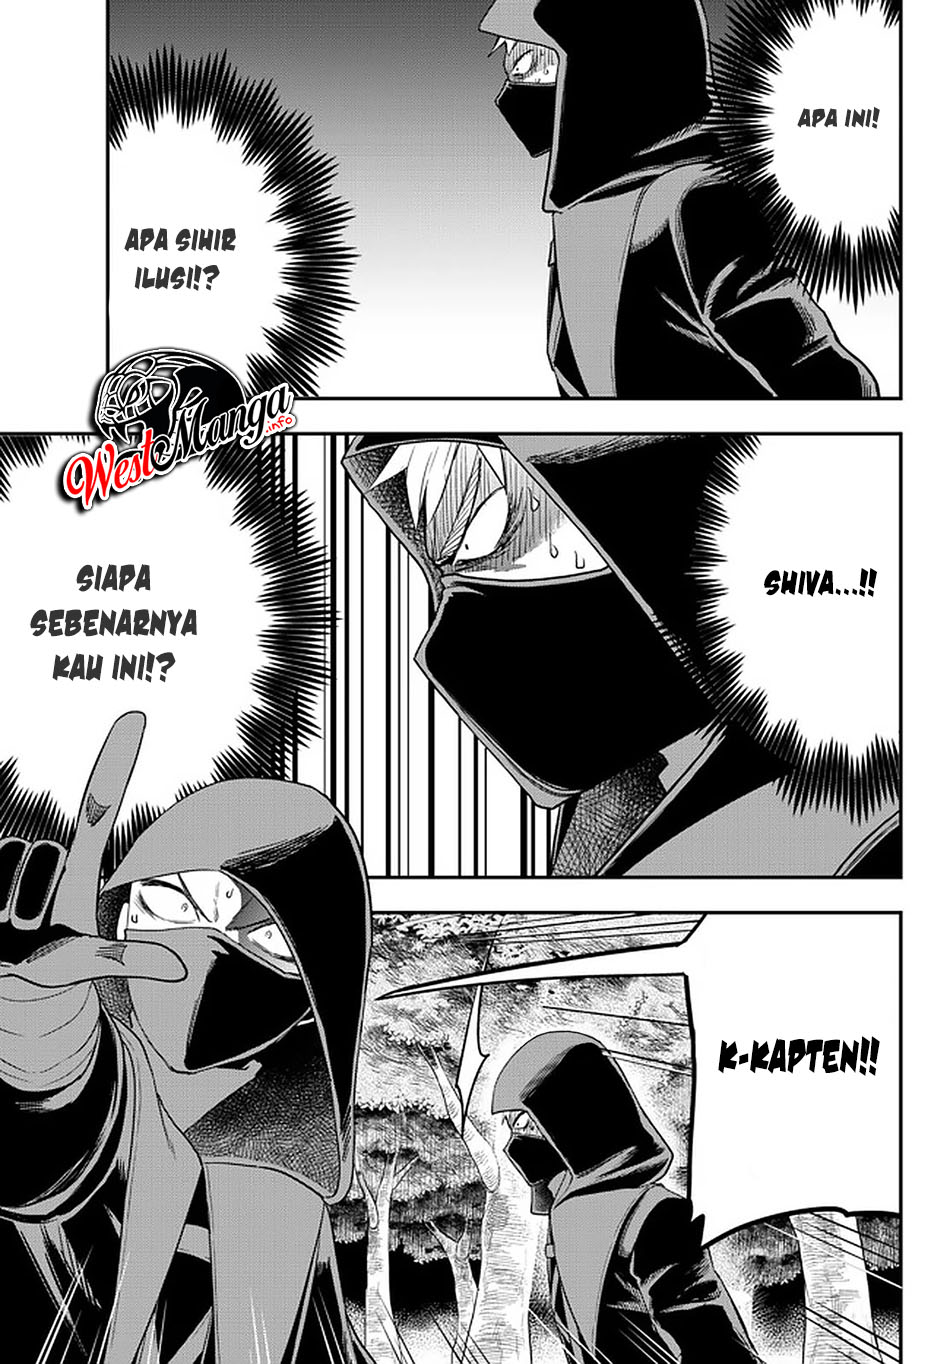 APA INI!
APA SIHIR
ILUSI!?
WESTMANGA
.info
SHIVA...!!
SIAPA
SEBENARNYA
KAU INI!?
K-KAPTEN!!